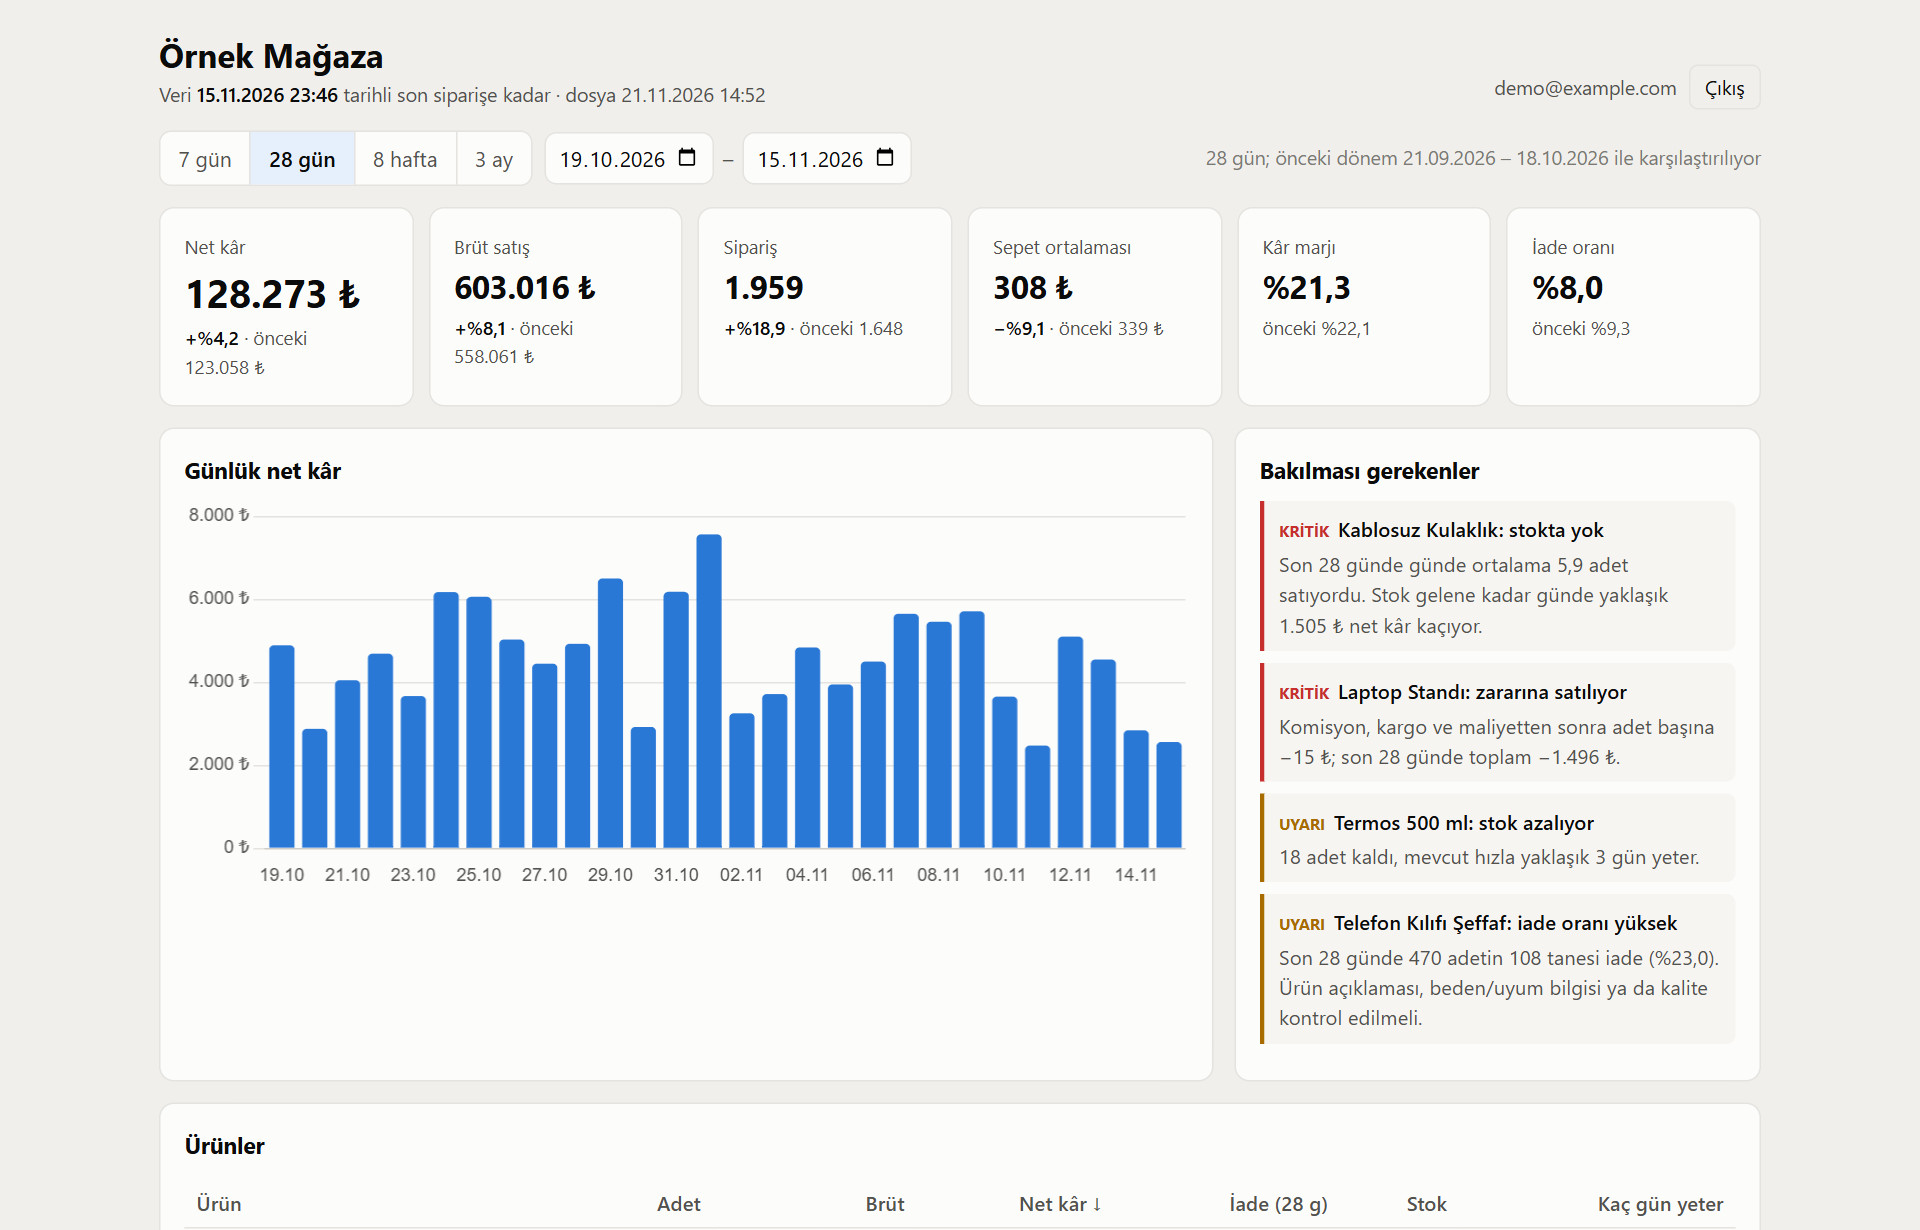 Örnek Mağaza
Veri 15.11.2026 23:46 tarihli son siparişe kadar · dosya 21.11.2026 14:52
demo@example.com
Çıkış
7 gün
28 gün
8 hafta
3 ay
19.10.2026 – 15.11.2026
28 gün; önceki dönem 21.09.2026 – 18.10.2026 ile karşılaştırılıyor
Net kâr
128.273 ₺
+%4,2 · önceki
123.058 ₺
Brüt satış
603.016 ₺
+%8,1 · önceki
558.061 ₺
Sipariş
1.959
+%18,9 · önceki 1.648
Sepet ortalaması
308 ₺
−%9,1 · önceki 339 ₺
Kâr marjı
%21,3
önceki %22,1
İade oranı
%8,0
önceki %9,3
Günlük net kâr
8.000 ₺
6.000 ₺
4.000 ₺
2.000 ₺
0 ₺
19.10 21.10 23.10 25.10 27.10 29.10 31.10 02.11 04.11 06.11 08.11 10.11 12.11 14.11
Bakılması gerekenler
KRİTİK Kablosuz Kulaklık: stokta yok
Son 28 günde günde ortalama 5,9 adet
satıyordu. Stok gelene kadar günde yaklaşık
1.505 ₺ net kâr kaçıyor.
KRİTİK Laptop Standı: zararına satılıyor
Komisyon, kargo ve maliyetten sonra adet başına
−15 ₺; son 28 günde toplam −1.496 ₺.
UYARI Termos 500 ml: stok azalıyor
18 adet kaldı, mevcut hızla yaklaşık 3 gün yeter.
UYARI Telefon Kılıfı Şeffaf: iade oranı yüksek
Son 28 günde 470 adetin 108 tanesi iade (%23,0).
Ürün açıklaması, beden/uyum bilgisi ya da kalite
kontrol edilmeli.
Ürünler
Ürün Adet Brüt Net kâr ↓ İade (28 g) Stok Kaç gün yeter